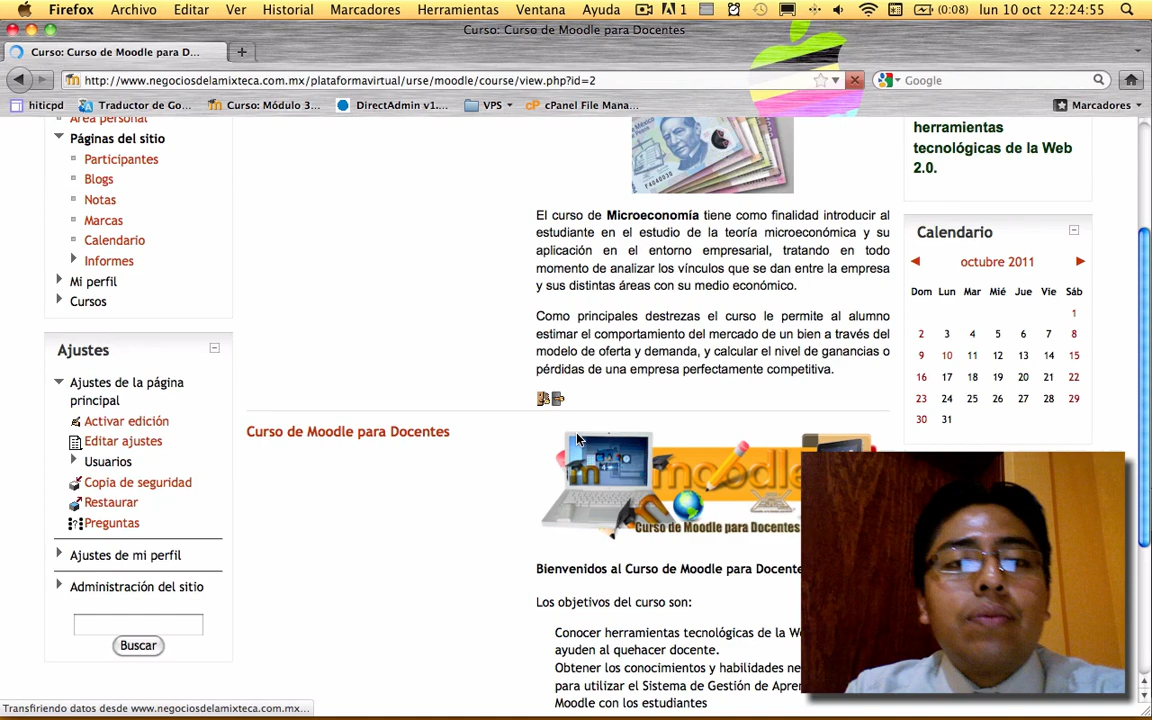 Firefox Archivo Editar Ver Historial Marcadores Herramientas Ventana Ayuda 1 (0:08) lun 10 oct 22:24:55
Curso: Curso de Moodle para Docentes
Curso: Curso de Moodle para D...
http://www.negociosdelamixteca.com.mx/plataformavirtual/urse/moodle/course/view.php?id=2
Google
hiticpd Traductor de Go... Curso: Módulo 3... DirectAdmin v1.... VPS cPanel File Mana... Marcadores
Área personal
Páginas del sitio
Participantes
Blogs
Notas
Marcas
Calendario
Informes
Mi perfil
Cursos
Ajustes
Ajustes de la página
principal
Activar edición
Editar ajustes
Usuarios
Copia de seguridad
Restaurar
Preguntas
Ajustes de mi perfil
Administración del sitio
Buscar
El curso de Microeconomía tiene como finalidad introducir al
estudiante en el estudio de la teoría microeconómica y su
aplicación en el entorno empresarial, tratando en todo
momento de analizar los vínculos que se dan entre la empresa
y sus distintas áreas con su medio económico.
Como principales destrezas el curso le permite al alumno
estimar el comportamiento del mercado de un bien a través del
modelo de oferta y demanda, y calcular el nivel de ganancias o
pérdidas de una empresa perfectamente competitiva.
Curso de Moodle para Docentes
moodle
Curso de Moodle para Docentes
Bienvenidos al Curso de Moodle para Docente
Los objetivos del curso son:
Conocer herramientas tecnológicas de la We
ayuden al quehacer docente.
Obtener los conocimientos y habilidades ne
para utilizar el Sistema de Gestión de Apren
Moodle con los estudiantes
herramientas
tecnológicas de la Web
2.0.
Calendario
octubre 2011
Dom Lun Mar Mié Jue Vie Sáb
1
2 3 4 5 6 7 8
9 10 11 12 13 14 15
16 17 18 19 20 21 22
23 24 25 26 27 28 29
30 31
Transfiriendo datos desde www.negociosdelamixteca.com.mx...